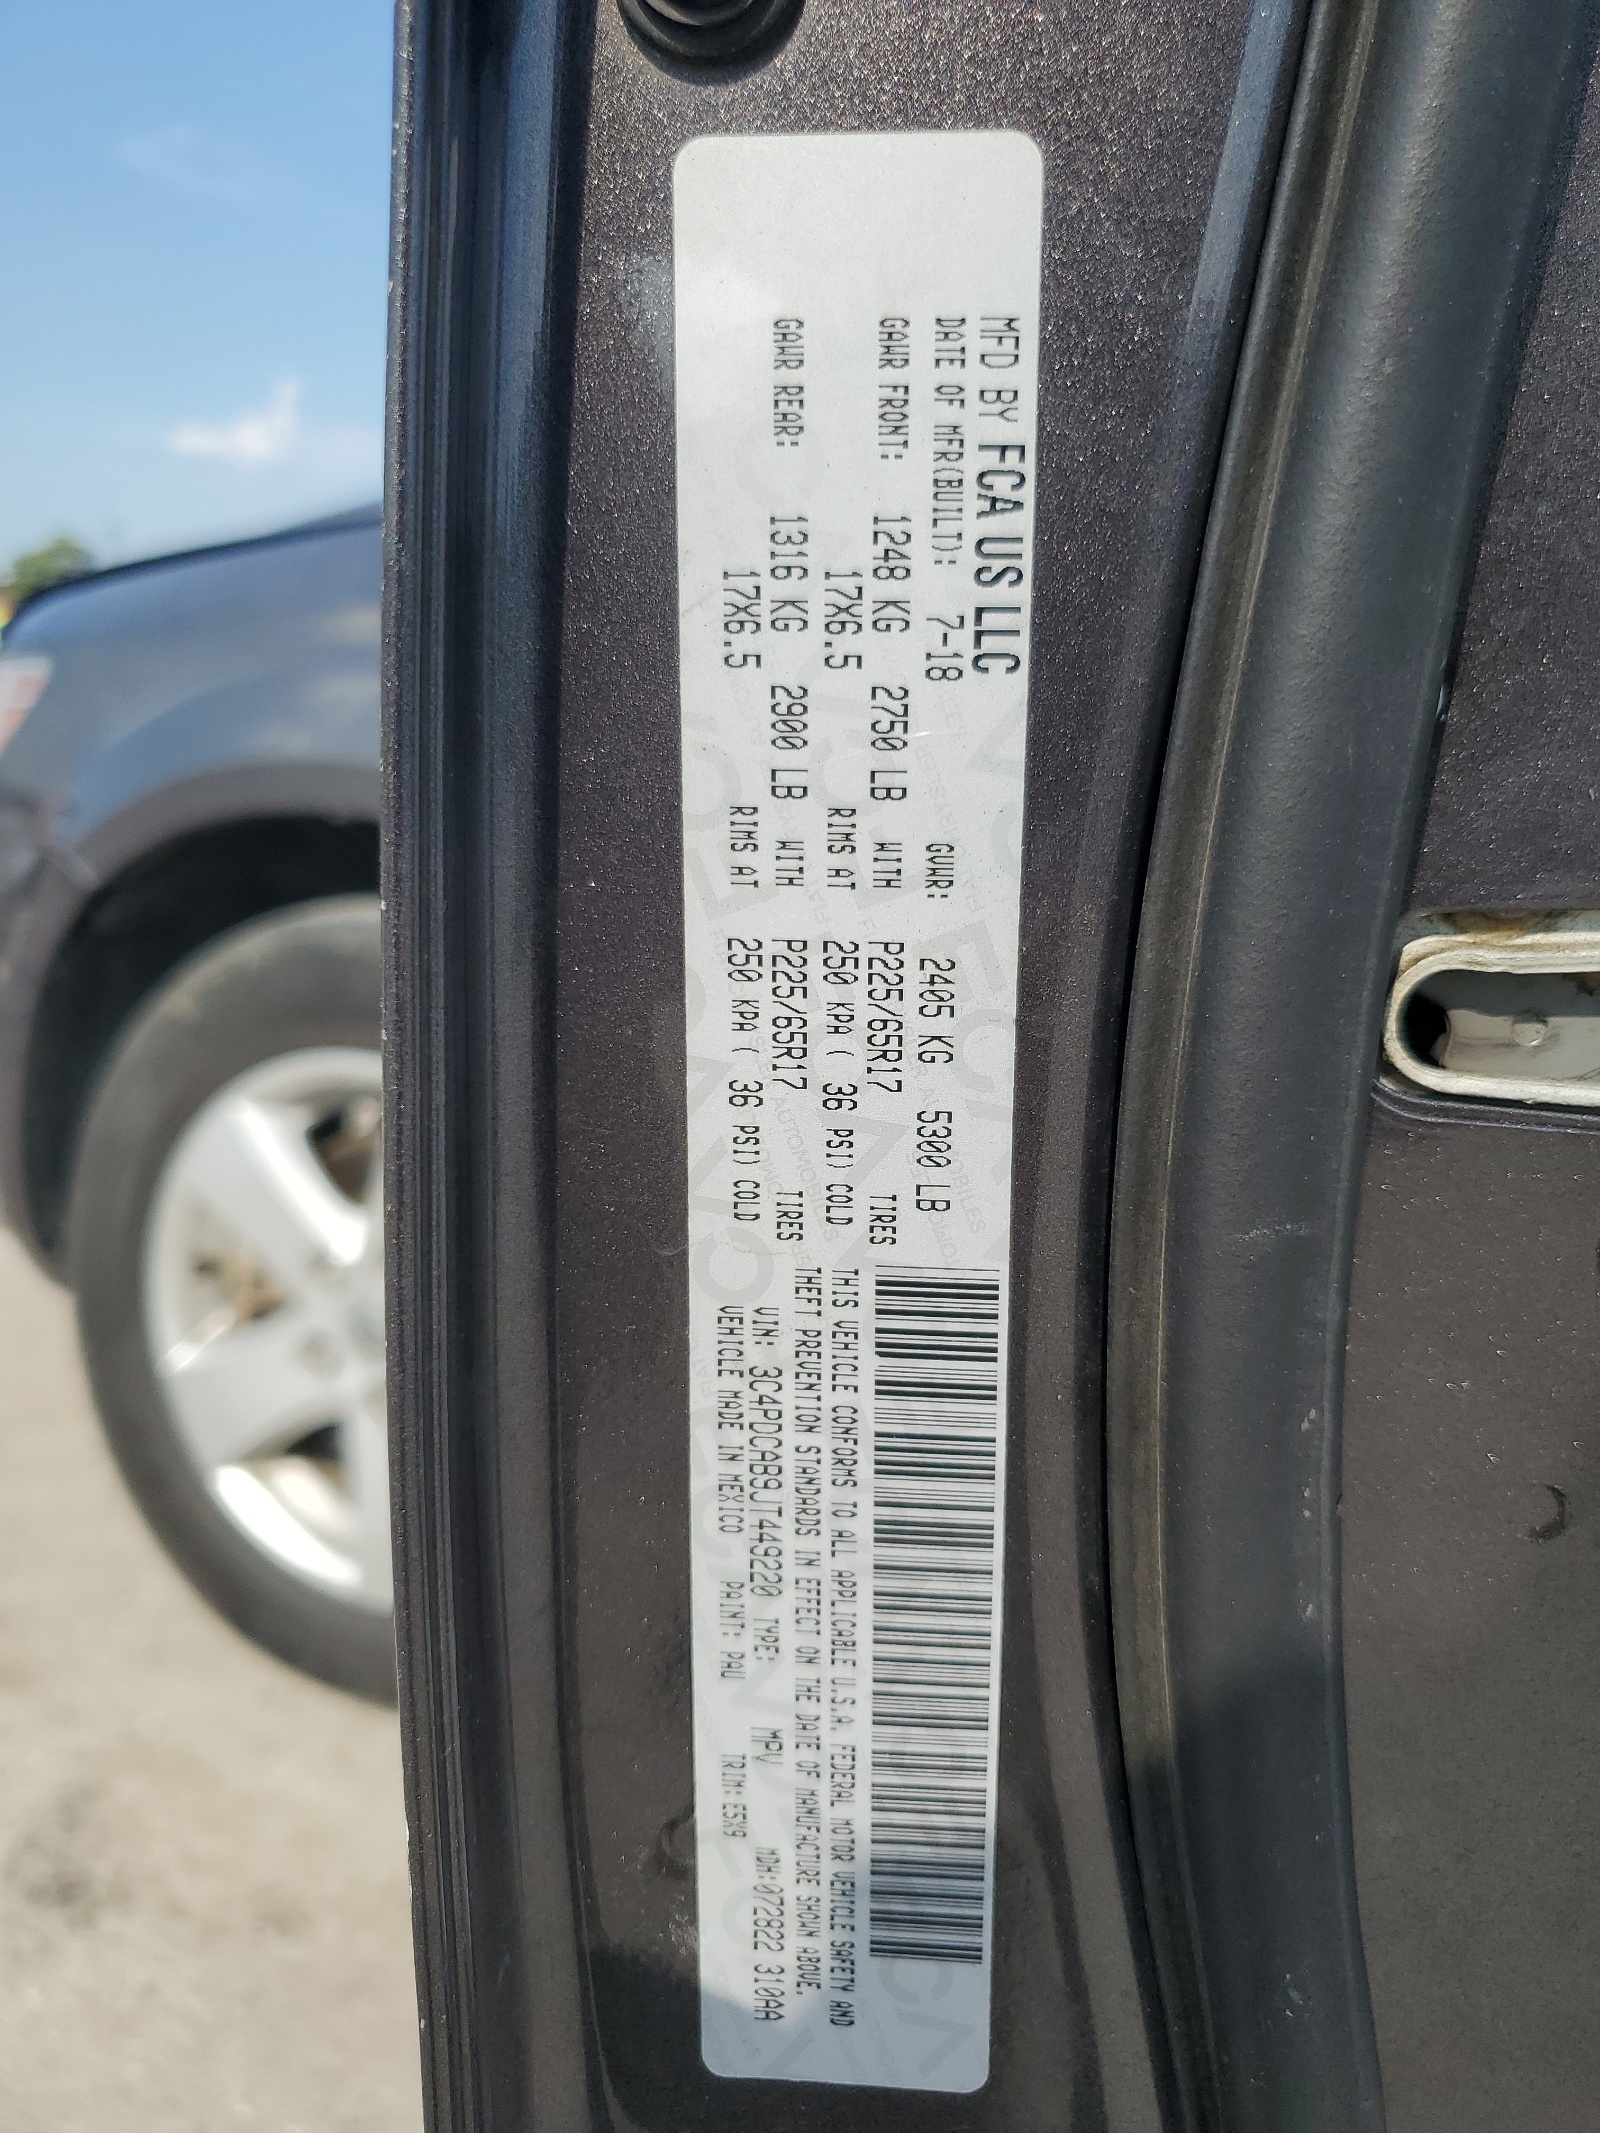 MFD BY FCA US LLC
DATE OF MFR(BUILT): 7-18 GVWR: 2405 KG 5300 LB
GAWR FRONT: 1248 KG 2750 LB WITH P225/65R17 TIRES
17X6.5 RIMS AT 250 KPA ( 36 PSI) COLD
GAWR REAR: 1316 KG 2900 LB WITH P225/65R17 TIRES
17X6.5 RIMS AT 250 KPA ( 36 PSI) COLD
THIS VEHICLE CONFORMS TO ALL APPLICABLE U.S.A. FEDERAL MOTOR VEHICLE SAFETY AND
THEFT PREVENTION STANDARDS IN EFFECT ON THE DATE OF MANUFACTURE SHOWN ABOVE.
VIN: 3C4PDCAB9JT449220 TYPE: MPV MDH:072822 310AA
VEHICLE MADE IN MEXICO PAINT: PAU TRIM: E5X9